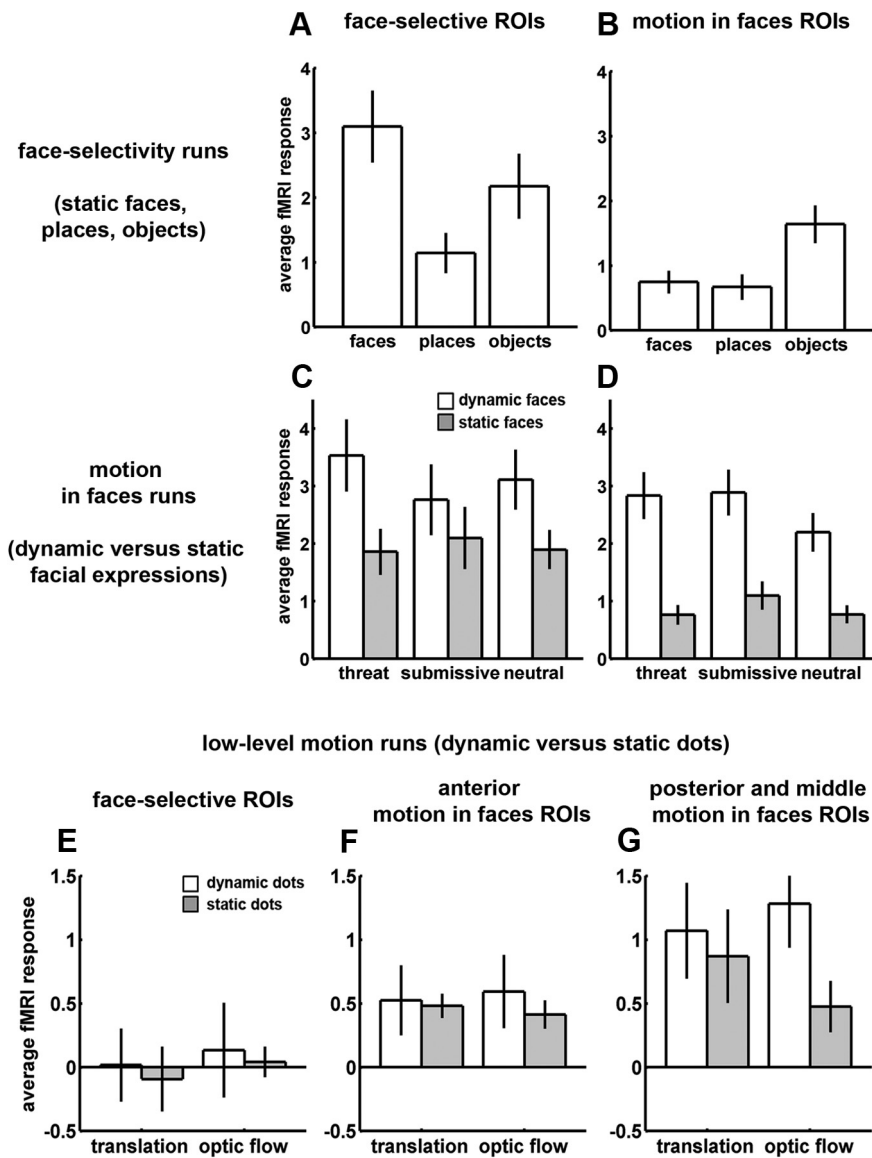 A face-selective ROIs
B motion in faces ROIs
face-selectivity runs
(static faces,
places, objects)
average fMRI response
4
3
2
1
0
faces places objects
4
3
2
1
0
faces places objects
motion
in faces runs
(dynamic versus static
facial expressions)
C
dynamic faces
static faces
average fMRI response
4
3
2
1
0
threat submissive neutral
D
4
3
2
1
0
threat submissive neutral
low-level motion runs (dynamic versus static dots)
face-selective ROIs
E
dynamic dots
static dots
average fMRI response
1.5
1
0.5
0
-0.5
translation optic flow
anterior
motion in faces ROIs
F
1.5
1
0.5
0
-0.5
translation optic flow
posterior and middle
motion in faces ROIs
G
1.5
1
0.5
0
-0.5
translation optic flow